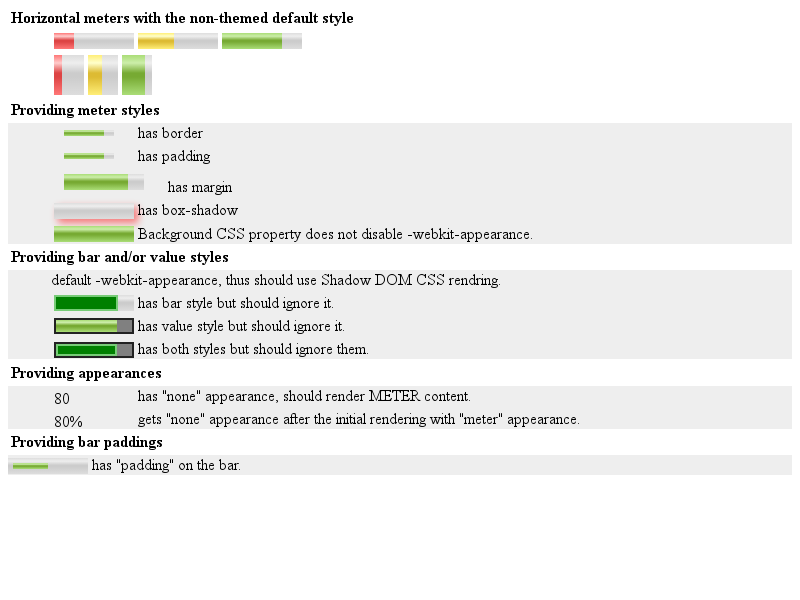 Horizontal meters with the non-themed default style
Providing meter styles
has border
has padding
has margin
has box-shadow
Background CSS property does not disable -webkit-appearance.
Providing bar and/or value styles
default -webkit-appearance, thus should use Shadow DOM CSS rendring.
has bar style but should ignore it.
has value style but should ignore it.
has both styles but should ignore them.
Providing appearances
80 has "none" appearance, should render METER content.
80% gets "none" appearance after the initial rendering with "meter" appearance.
Providing bar paddings
has "padding" on the bar.